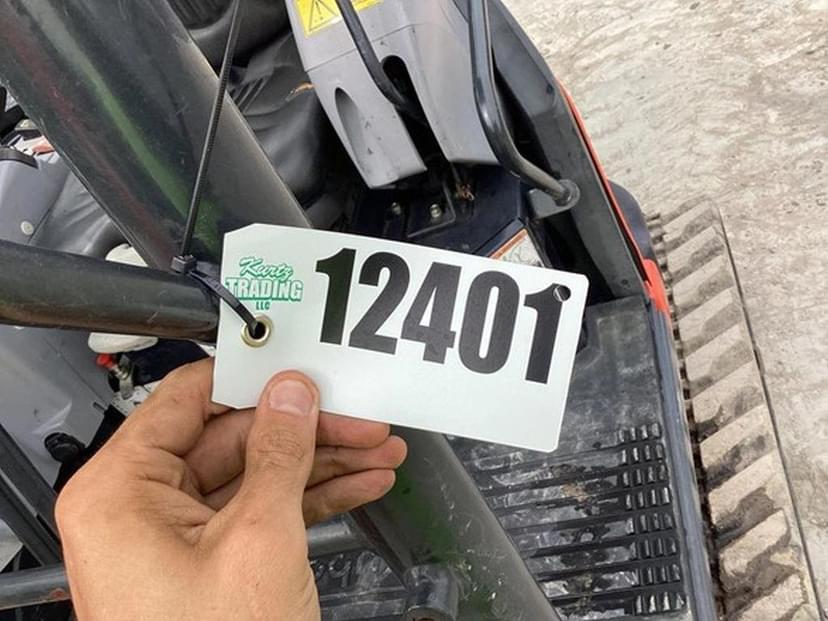 Kurtz
TRADING
LLC
12401